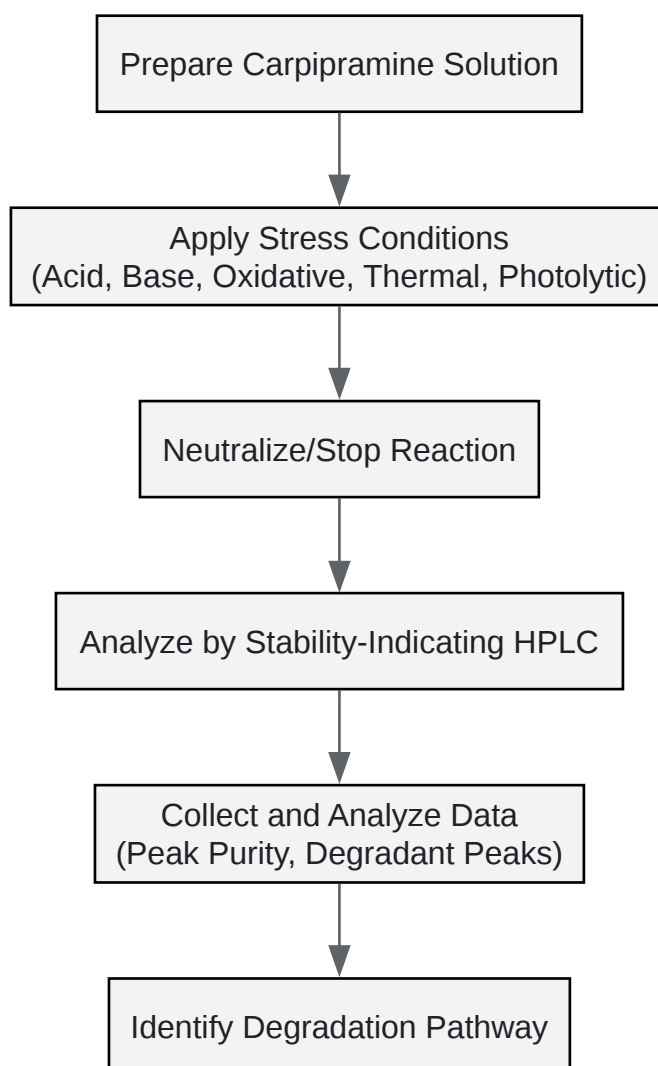 Prepare Carpipramine Solution
Apply Stress Conditions
(Acid, Base, Oxidative, Thermal, Photolytic)
Neutralize/Stop Reaction
Analyze by Stability-Indicating HPLC
Collect and Analyze Data
(Peak Purity, Degradant Peaks)
Identify Degradation Pathway